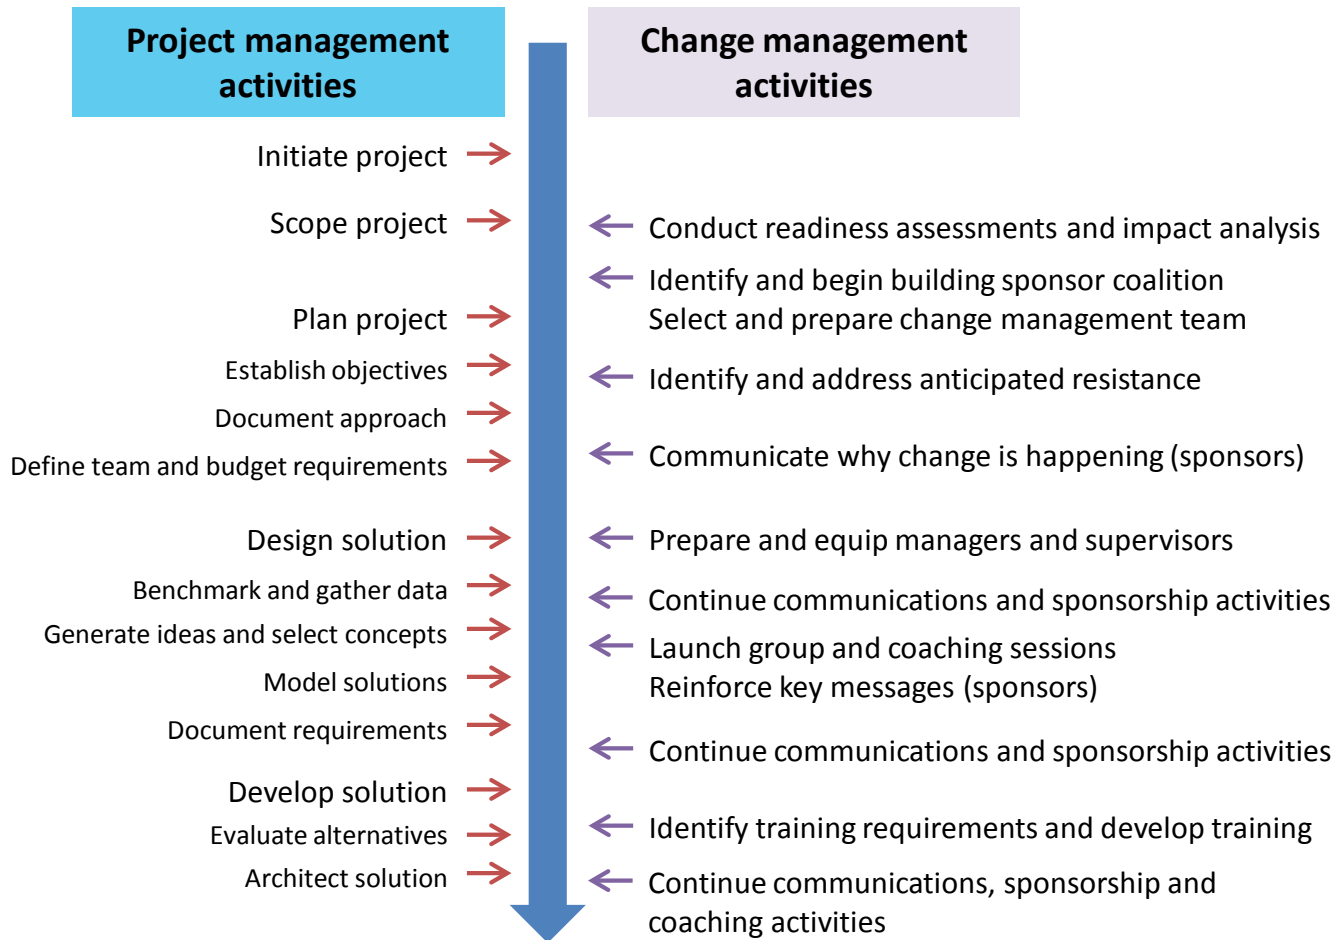 Project management
activities
Change management
activities
Initiate project
Scope project
Plan project
Establish objectives
Document approach
Define team and budget requirements
Design solution
Benchmark and gather data
Generate ideas and select concepts
Model solutions
Document requirements
Develop solution
Evaluate alternatives
Architect solution
Conduct readiness assessments and impact analysis
Identify and begin building sponsor coalition
Select and prepare change management team
Identify and address anticipated resistance
Communicate why change is happening (sponsors)
Prepare and equip managers and supervisors
Continue communications and sponsorship activities
Launch group and coaching sessions
Reinforce key messages (sponsors)
Continue communications and sponsorship activities
Identify training requirements and develop training
Continue communications, sponsorship and
coaching activities